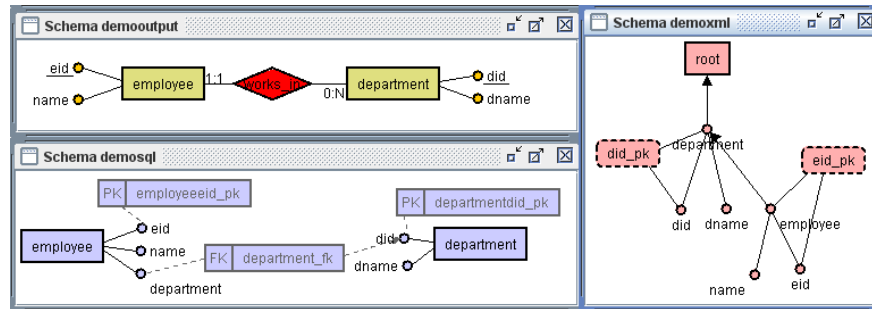 Schema demooutput
eid
name
employee
1:1
works_in
0:N
department
did
dname
Schema demosql
PK employeeeid_pk
PK departmentdid_pk
employee
eid
name
department
FK department_fk
did
dname
department
Schema demoxml
root
did_pk
department
eid_pk
did
dname
employee
name
eid